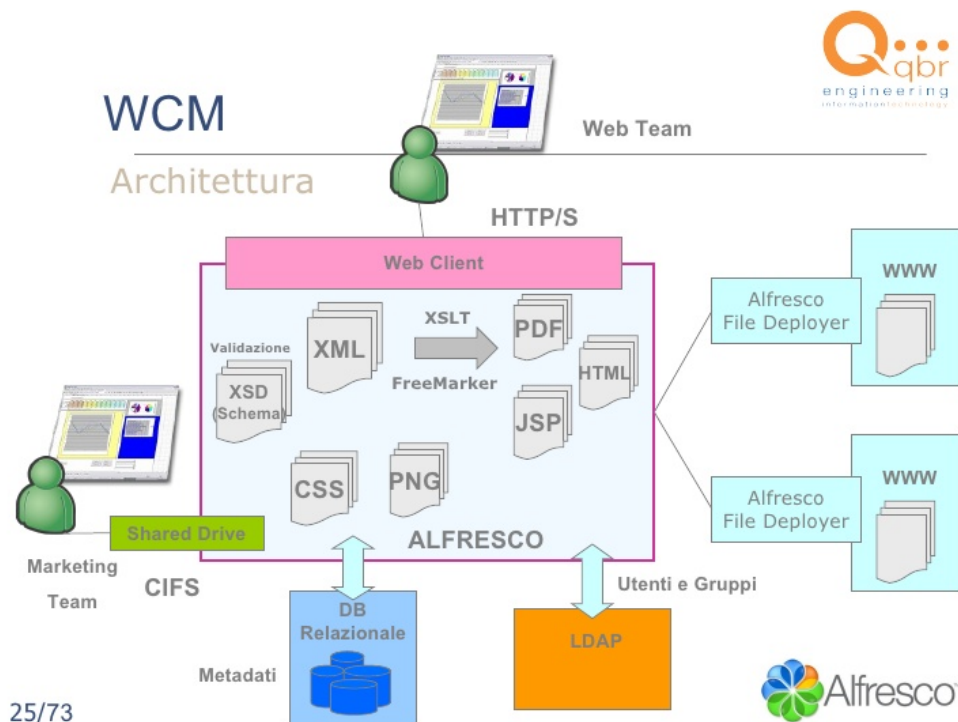 Qqbr
engineering
informationtechnology
WCM
Web Team
Architettura
HTTP/S
Web Client
WWW
Alfresco
File Deployer
XSLT
PDF
Validazione
XML
HTML
FreeMarker
XSD
(Schema)
JSP
CSS
PNG
WWW
Alfresco
File Deployer
Shared Drive
ALFRESCO
Marketing
Team
CIFS
Utenti e Gruppi
DB
Relazionale
LDAP
Metadati
Alfresco
25/73